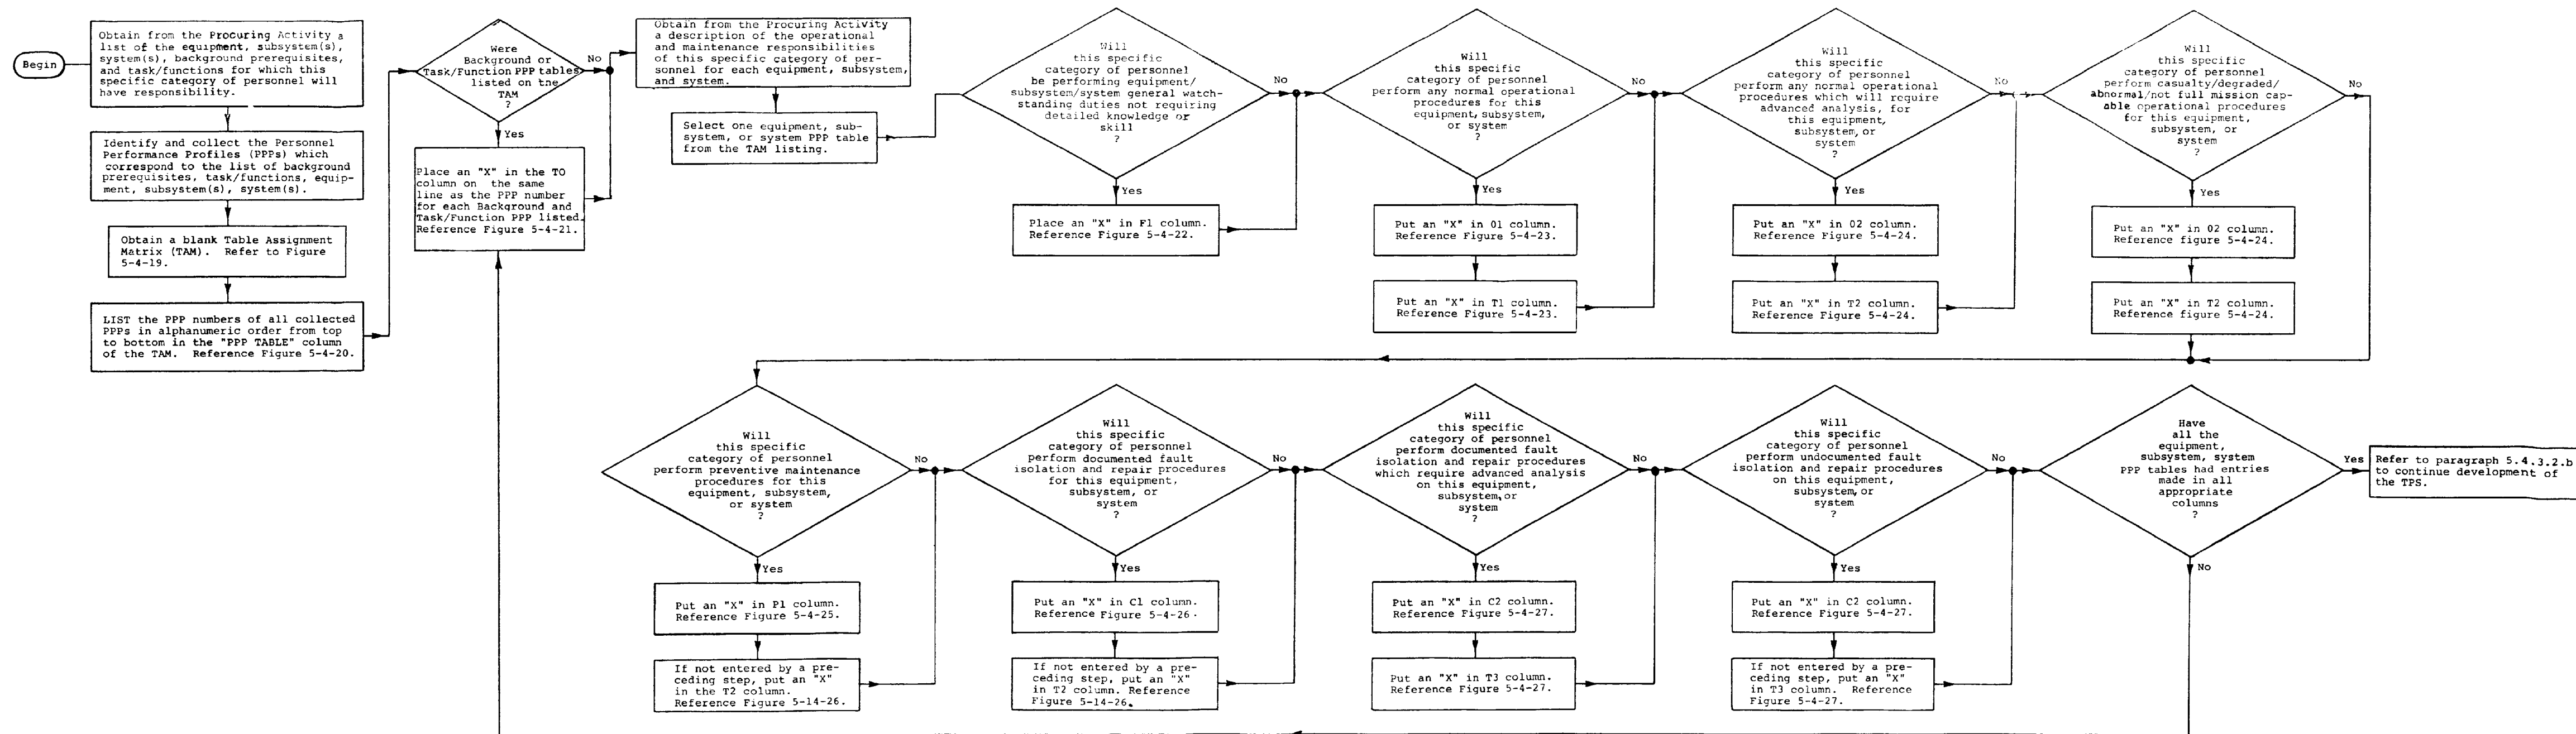 Begin
Obtain from the Procuring Activity a
list of the equipment, subsystem(s),
system(s), background prerequisites,
and task/functions for which this
specific category of personnel will
have responsibility.
Identify and collect the Personnel
Performance Profiles (PPPs) which
correspond to the list of background
prerequisites, task/functions, equip-
ment, subsystem(s), system(s).
Obtain a blank Table Assignment
Matrix (TAM). Refer to Figure
5-4-19.
LIST the PPP numbers of all collected
PPPs in alphanumeric order from top
to bottom in the "PPP TABLE" column
of the TAM. Reference Figure 5-4-20.
Were
Background or
Task/Function PPP tables
listed on the
TAM
?
No
Yes
Place an "X" in the TO
column on the same
line as the PPP number
for each Background and
Task/Function PPP listed.
Reference Figure 5-4-21.
Obtain from the Procuring Activity
a description of the operational
and maintenance responsibilities
of this specific category of per-
sonnel for each equipment, subsystem,
and system.
Select one equipment, sub-
system, or system PPP table
from the TAM listing.
Will
this specific
category of personnel
be performing equipment/
subsystem/system general watch-
standing duties not requiring
detailed knowledge or
skill
?
No
Yes
Place an "X" in F1 column.
Reference Figure 5-4-22.
Will
this specific
category of personnel
perform any normal operational
procedures for this
equipment, subsystem,
or system
?
No
Yes
Put an "X" in 01 column.
Reference Figure 5-4-23.
Put an "X" in T1 column.
Reference Figure 5-4-23.
Will
this specific
category of personnel
perform any normal operational
procedures which will require
advanced analysis, for
this equipment,
subsystem, or
system
?
No
Yes
Put an "X" in 02 column.
Reference Figure 5-4-24.
Put an "X" in T2 column.
Reference Figure 5-4-24.
Will
this specific
category of personnel
perform casualty/degraded/
abnormal/not full mission cap-
able operational procedures
for this equipment,
subsystem, or
system
?
No
Yes
Put an "X" in 02 column.
Reference figure 5-4-24.
Put an "X" in T2 column.
Reference figure 5-4-24.
Will
this specific
category of personnel
perform preventive maintenance
procedures for this
equipment, subsystem,
or system
?
No
Yes
Put an "X" in P1 column.
Reference Figure 5-4-25.
If not entered by a pre-
ceding step, put an "X"
in the T2 column.
Reference Figure 5-14-26.
Will
this specific
category of personnel
perform documented fault
isolation and repair procedures
for this equipment,
subsystem, or
system
?
No
Yes
Put an "X" in C1 column.
Reference Figure 5-4-26.
If not entered by a pre-
ceding step, put an "X"
in T2 column. Reference
Figure 5-14-26.
Will
this specific
category of personnel
perform documented fault
isolation and repair procedures
which require advanced analysis
on this equipment,
subsystem, or
system
?
No
Yes
Put an "X" in C2 column.
Reference Figure 5-4-27.
Put an "X" in T3 column.
Reference Figure 5-4-27.
Will
this specific
category of personnel
perform undocumented fault
isolation and repair procedures
on this equipment,
subsystem, or
system
?
No
Yes
Put an "X" in C2 column.
Reference Figure 5-4-27.
If not entered by a pre-
ceding step, put an "X"
in T3 column. Reference
Figure 5-4-27.
Have
all the
equipment,
subsystem, system
PPP tables had entries
made in all
appropriate
columns
?
Yes
No
Refer to paragraph 5.4.3.2.b
to continue development of
the TPS.